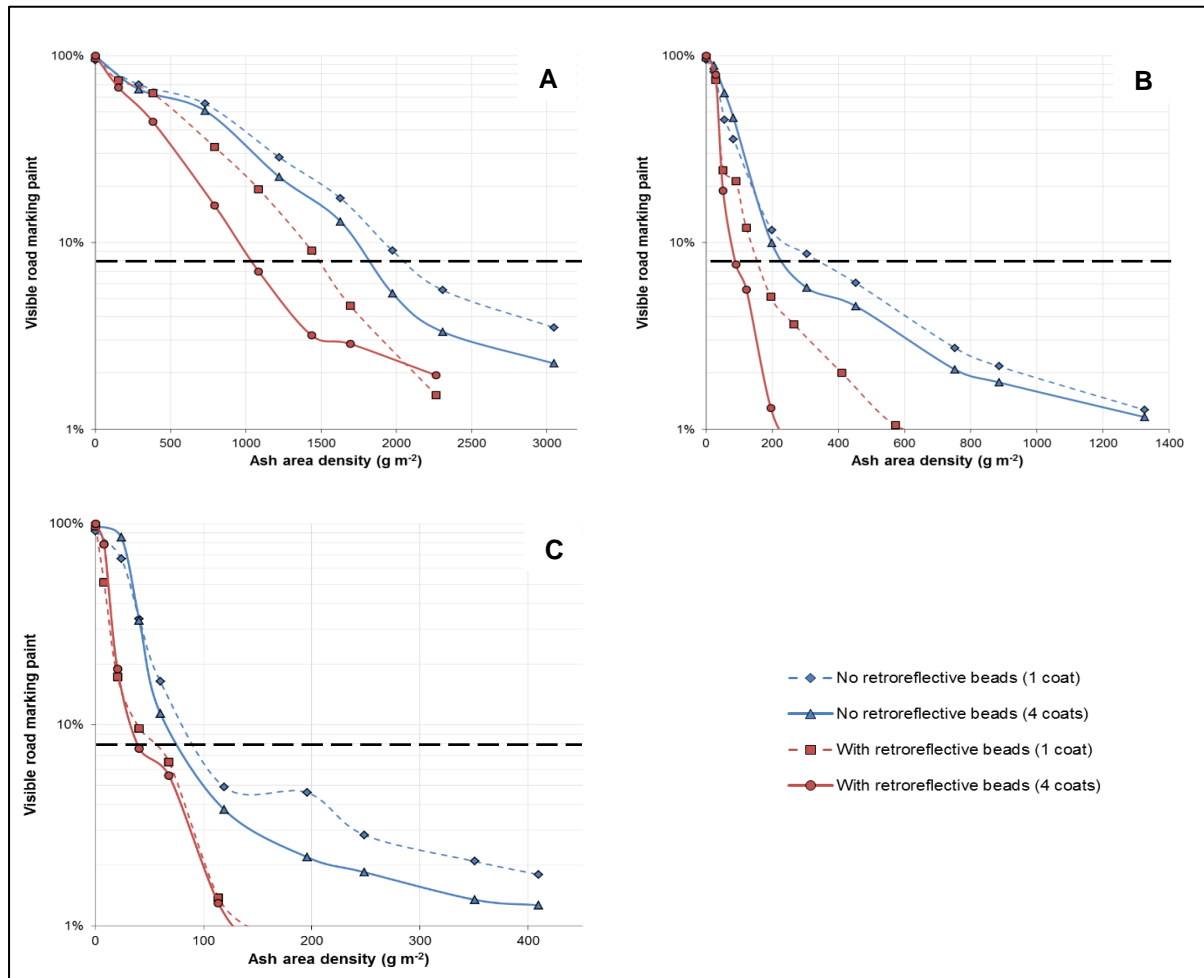 A
100%
10%
1%
Visible road marking paint
0 500 1000 1500 2000 2500 3000
Ash area density (g m⁻²)
B
100%
10%
1%
Visible road marking paint
0 200 400 600 800 1000 1200 1400
Ash area density (g m⁻²)
C
100%
10%
1%
Visible road marking paint
0 100 200 300 400
Ash area density (g m⁻²)
No retroreflective beads (1 coat)
No retroreflective beads (4 coats)
With retroreflective beads (1 coat)
With retroreflective beads (4 coats)